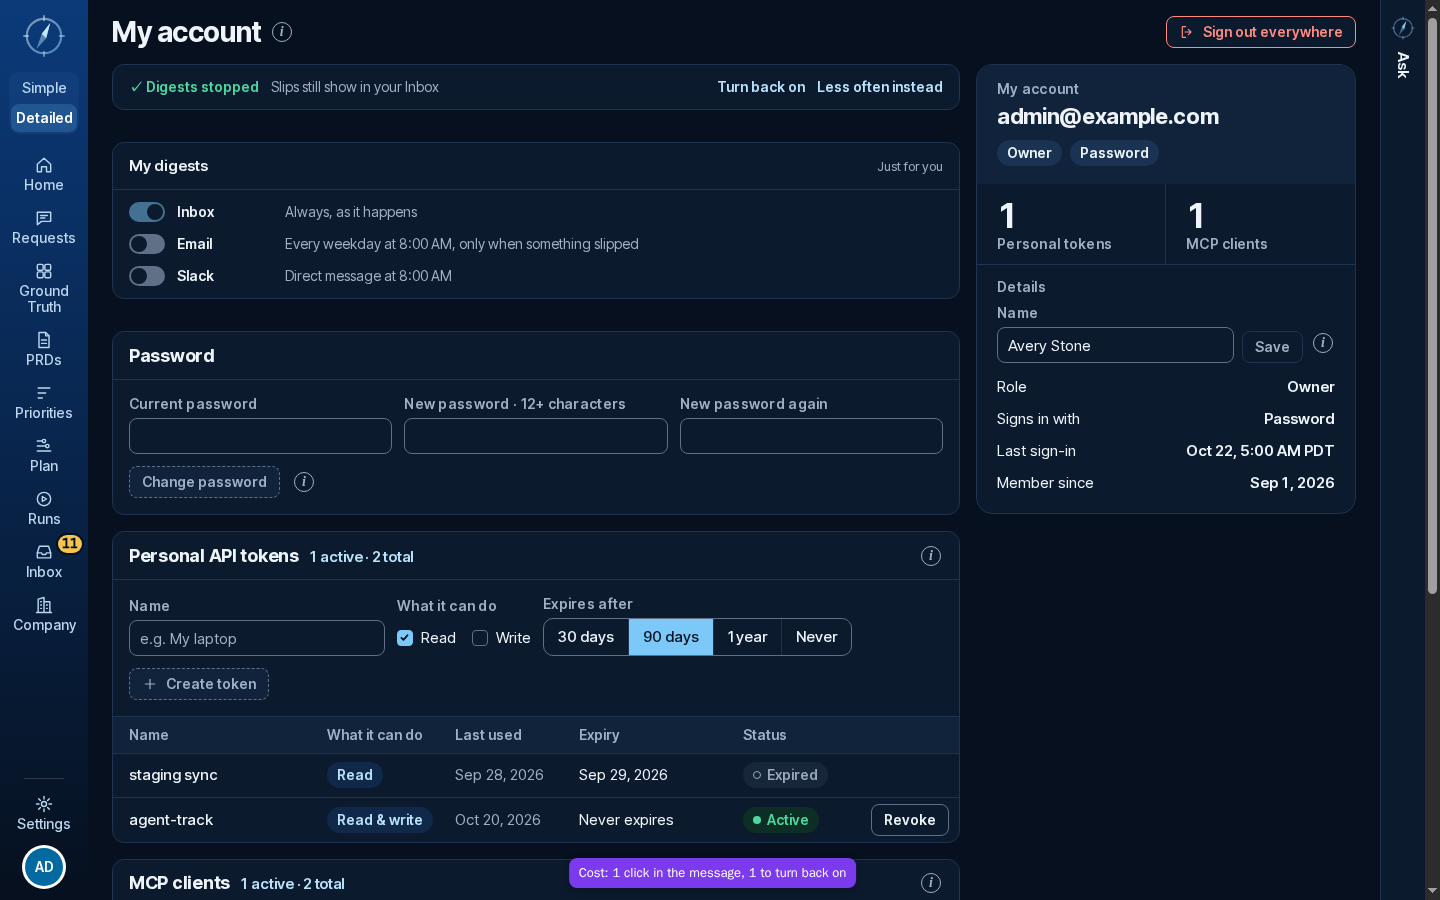 Simple
Detailed
Home
Requests
Ground
Truth
PRDs
Priorities
Plan
Runs
11
Inbox
Company
Settings
AD
My account i
Sign out everywhere
✓ Digests stopped Slips still show in your Inbox Turn back on Less often instead
My digests Just for you
Inbox Always, as it happens
Email Every weekday at 8:00 AM, only when something slipped
Slack Direct message at 8:00 AM
Password
Current password New password · 12+ characters New password again
Change password i
Personal API tokens 1 active · 2 total i
Name What it can do Expires after
e.g. My laptop Read Write 30 days 90 days 1 year Never
Create token
Name What it can do Last used Expiry Status
staging sync Read Sep 28, 2026 Sep 29, 2026 Expired
agent-track Read & write Oct 20, 2026 Never expires Active Revoke
MCP clients 1 active · 2 total i
Cost: 1 click in the message, 1 to turn back on
My account
admin@example.com
Owner Password
1 1
Personal tokens MCP clients
Details
Name
Avery Stone Save i
Role Owner
Signs in with Password
Last sign-in Oct 22, 5:00 AM PDT
Member since Sep 1, 2026
Ask